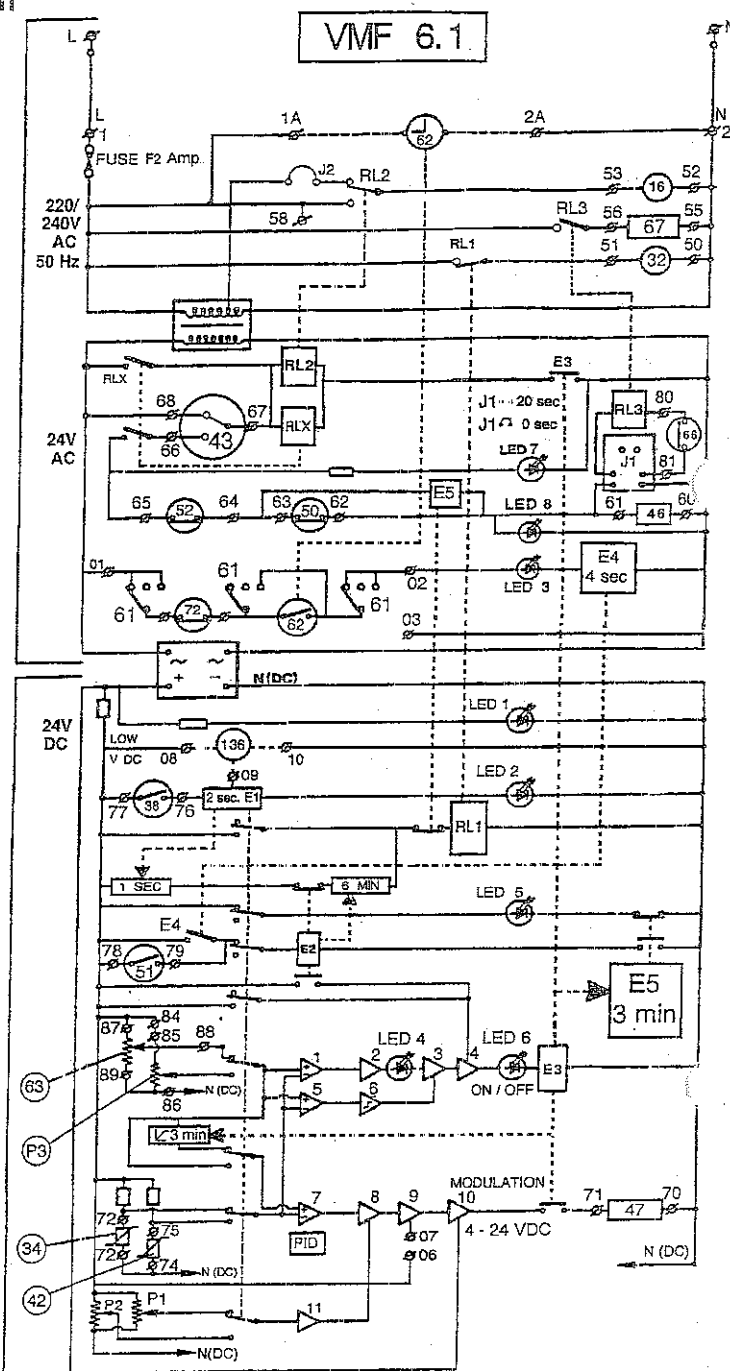 VMF 6.1
L
N
L
1
1A
62
2A
N
2
FUSE F2 Amp.
J2
RL2
53
16
52
220/
240V
AC
50 Hz
58
RL3
56
67
55
RL1
51
32
50
RLX
RL2
E3
68
43
67
RLX
66
J1 20 sec
J1 0 sec
RL3
80
66
J1
81
24V
AC
LED 7
65
52
64
63
50
62
E5
LED 8
61
46
60
01
61
72
61
62
61
02
LED 3
E4
4 sec
03
~
~
+
-
N(DC)
24V
DC
LED 1
LOW
V DC
08
136
10
09
LED 2
77
38
76
2 sec. E1
RL1
1 SEC
6 MIN
LED 5
E4
78
51
79
E2
E5
3 min
87
84
85
88
LED 4
LED 6
63
1
2
3
4
89
N (DC)
86
5
6
ON / OFF
E3
P3
3 min
MODULATION
7
8
9
10
71
47
70
72
75
PID
07
06
4 - 24 VDC
34
72
74
N (DC)
N (DC)
42
P2
P1
11
N(DC)